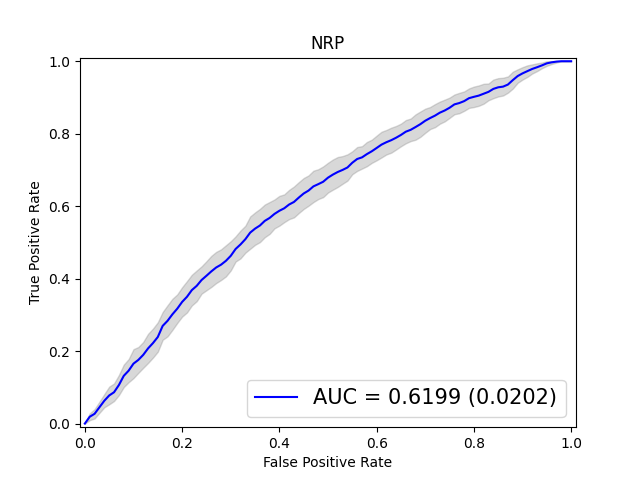 NRP
1.0
0.8
0.6
0.4
0.2
0.0
True Positive Rate
AUC = 0.6199 (0.0202)
0.0 0.2 0.4 0.6 0.8 1.0
False Positive Rate